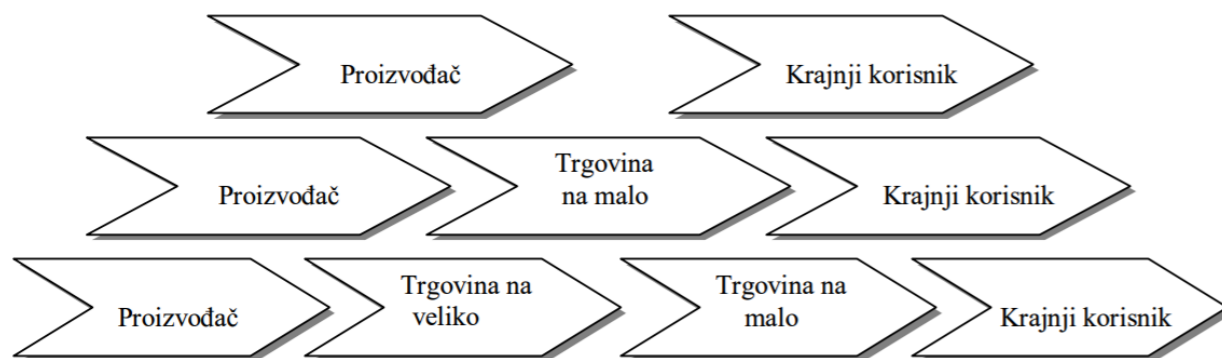 Proizvođač
Krajnji korisnik
Proizvođač
Trgovina
na malo
Krajnji korisnik
Proizvođač
Trgovina na
veliko
Trgovina na
malo
Krajnji korisnik